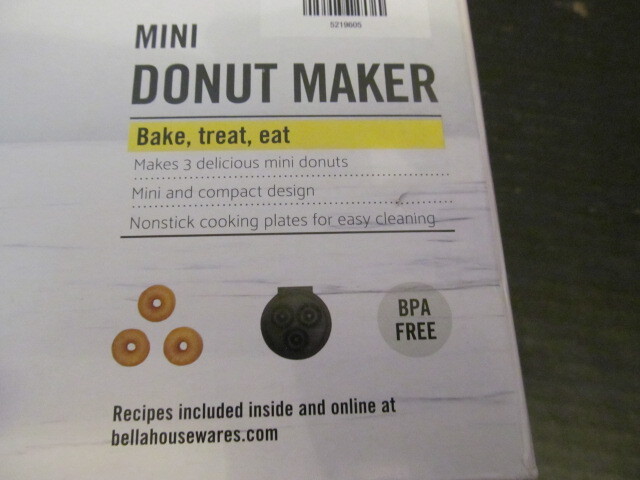 5219605
MINI
DONUT MAKER
Bake, treat, eat
Makes 3 delicious mini donuts
Mini and compact design
Nonstick cooking plates for easy cleaning
BPA
FREE
Recipes included inside and online at
bellahousewares.com